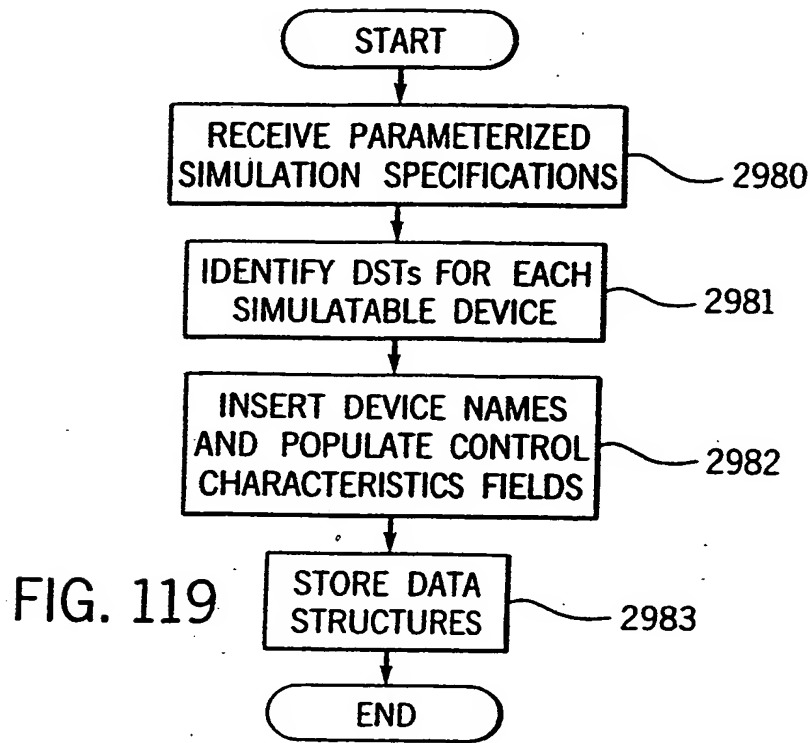 START
RECEIVE PARAMETERIZED
SIMULATION SPECIFICATIONS
2980
IDENTIFY DSTs FOR EACH
SIMULATABLE DEVICE
2981
INSERT DEVICE NAMES
AND POPULATE CONTROL
CHARACTERISTICS FIELDS
2982
STORE DATA
STRUCTURES
2983
FIG. 119
END